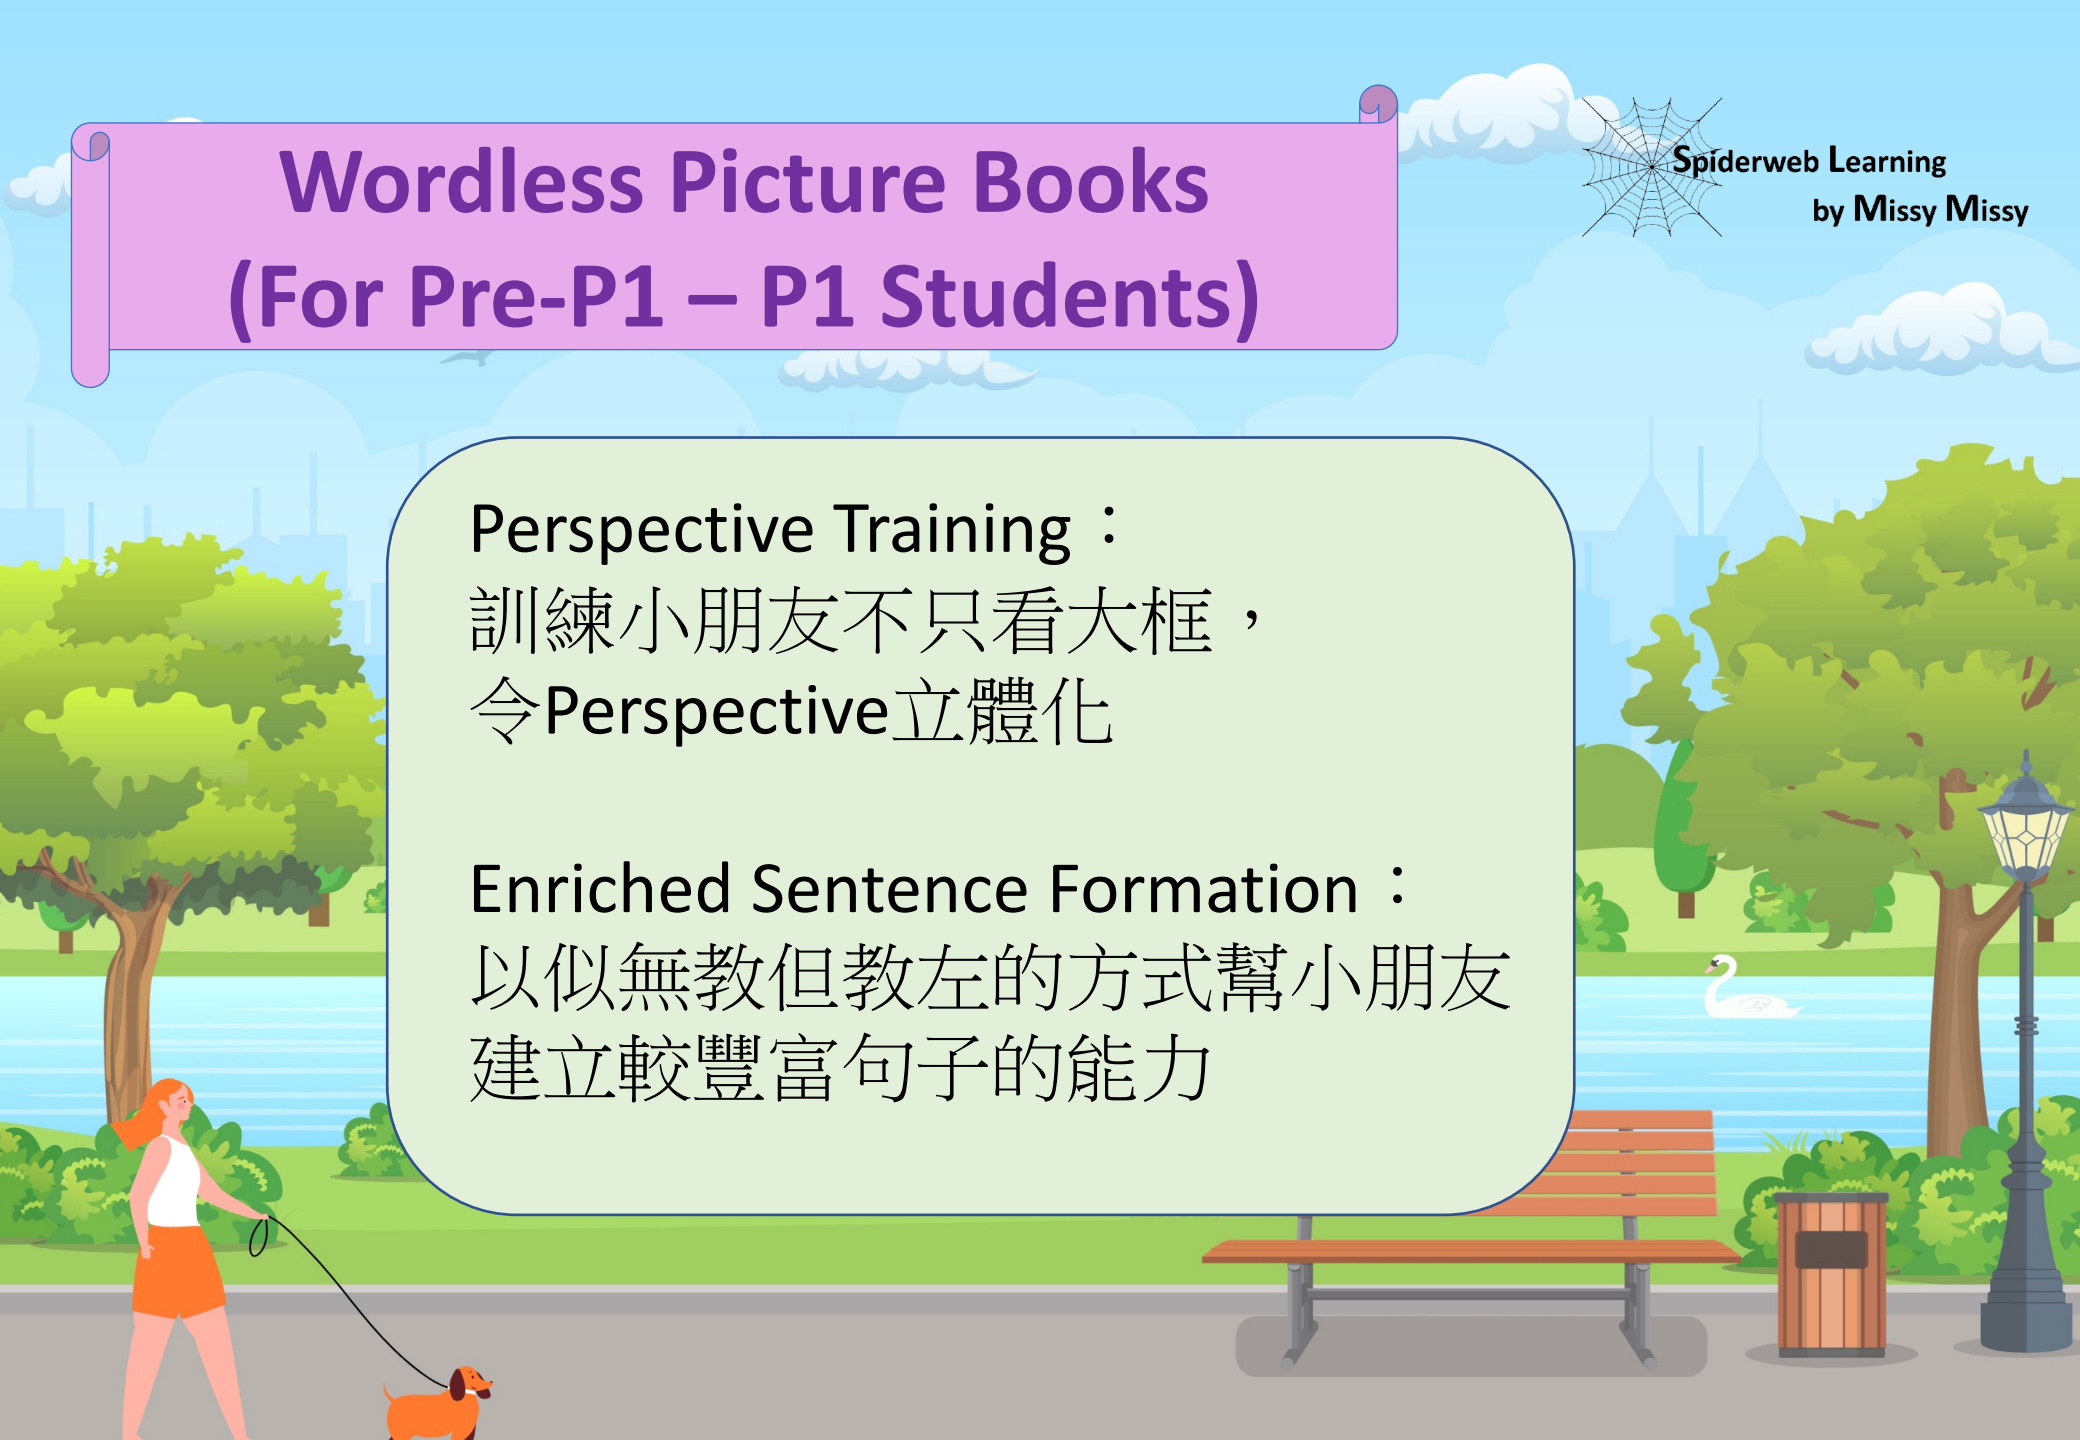 Wordless Picture Books
(For Pre-P1 – P1 Students)
Spiderweb Learning
by Missy Missy
Perspective Training：
訓練小朋友不只看大框，
令Perspective立體化
Enriched Sentence Formation：
以似無教但教左的方式幫小朋友
建立較豐富句子的能力